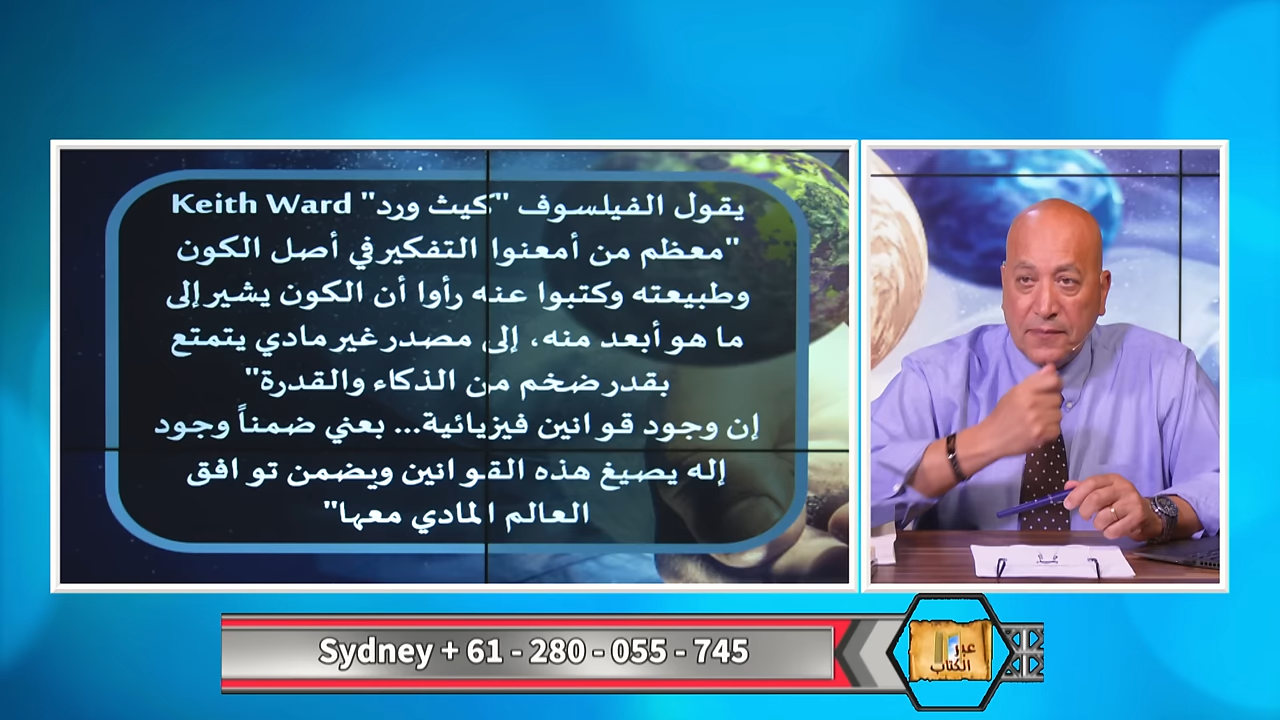 يقول الفيلسوف "كيث ورد" Keith Ward
"معظم من أمعنوا التفكير في أصل الكون
وطبيعته وكتبوا عنه رأوا أن الكون يشير إلى
ما هو أبعد منه، إلى مصدر غير مادي يتمتع
بقدر ضخم من الذكاء والقدرة"
إن وجود قوانين فيزيائية... بعني ضمناً وجود
إله يصيغ هذه القوانين ويضمن توافق
العالم المادي معها"
Sydney + 61 - 280 - 055 - 745
عبر
الكتاب